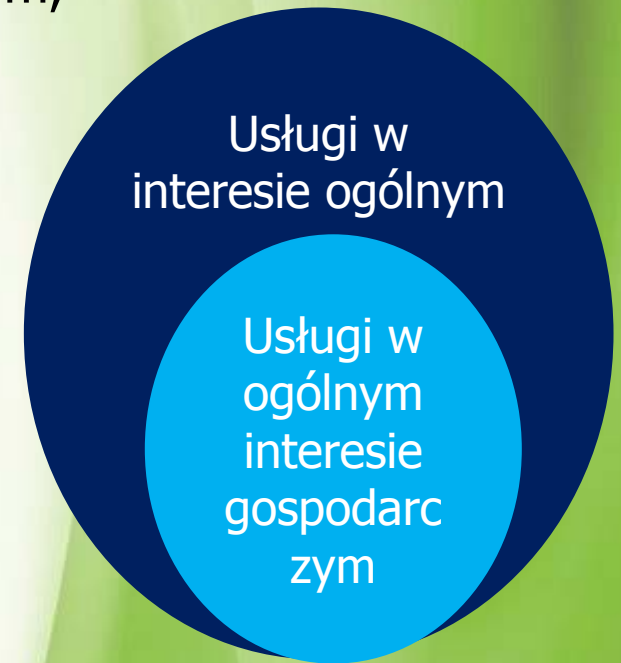 Usługi w
interesie ogólnym
Usługi w
ogólnym
interesie
gospodarc
zym